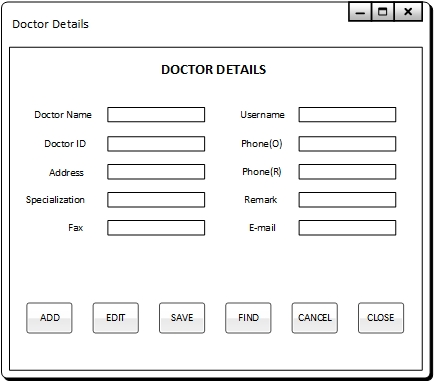 Doctor Details
DOCTOR DETAILS
Doctor Name Username
Doctor ID Phone(O)
Address Phone(R)
Specialization Remark
Fax E-mail
ADD EDIT SAVE FIND CANCEL CLOSE